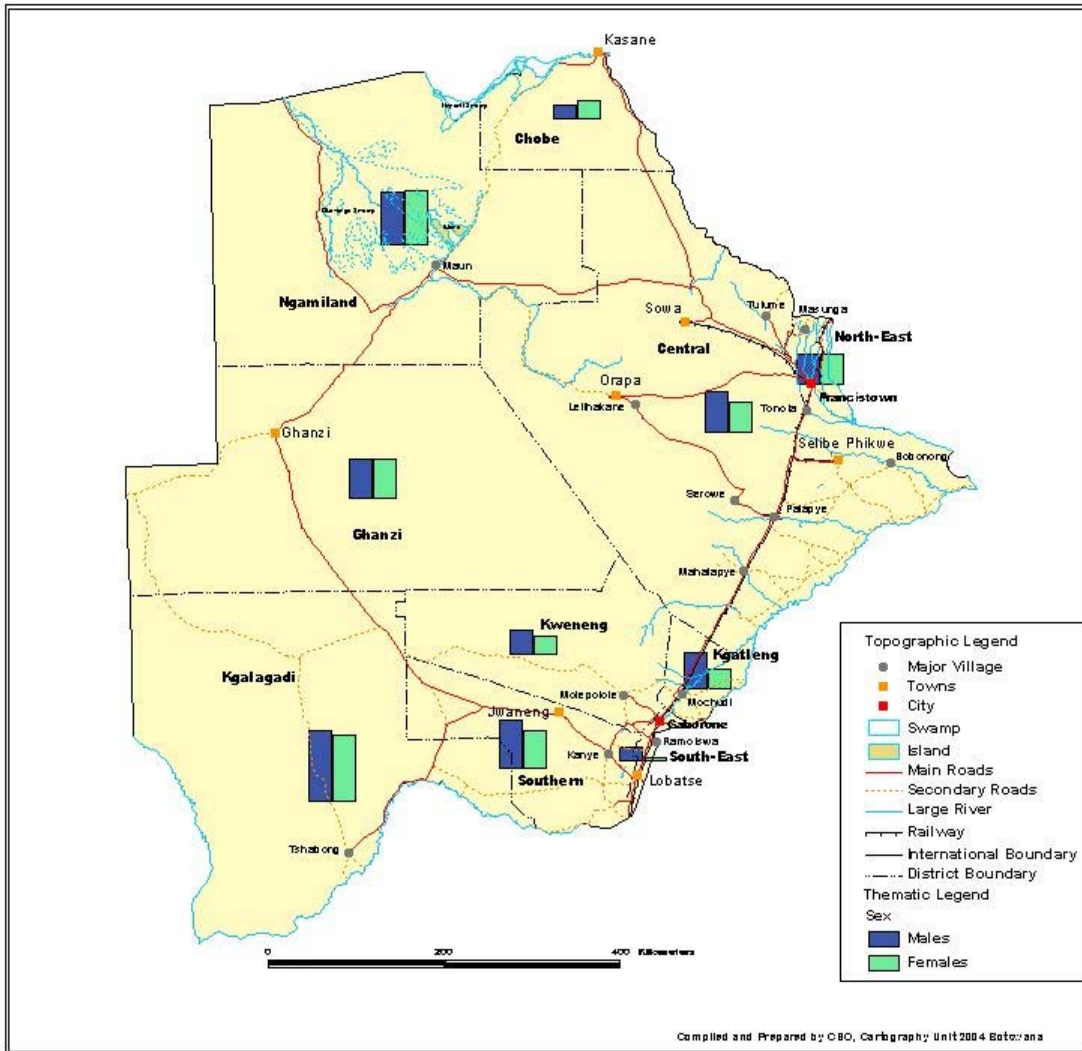 Kasane
Chobe
Maun
Ngamiland
Sowa
Tutume
Masunga
North-East
Central
Orapa
Letlhakane
Francistown
Tonota
Selibe Phikwe
Bobonong
Ghanzi
Serowe
Palapye
Ghanzi
Mahalapye
Kweneng
Kgatleng
Kgalagadi
Molepolole
Mochudi
Jwaneng
Gaborone
Ramotswa
Kanye
South-East
Southern
Lobatse
Tshabong
0 200 400 Kilometers
Topographic Legend
Major Village
Towns
City
Swamp
Island
Main Roads
Secondary Roads
Large River
Railway
International Boundary
District Boundary
Thematic Legend
Sex
Males
Females
Compiled and Prepared by CSO, Cartography Unit 2004 Botswana